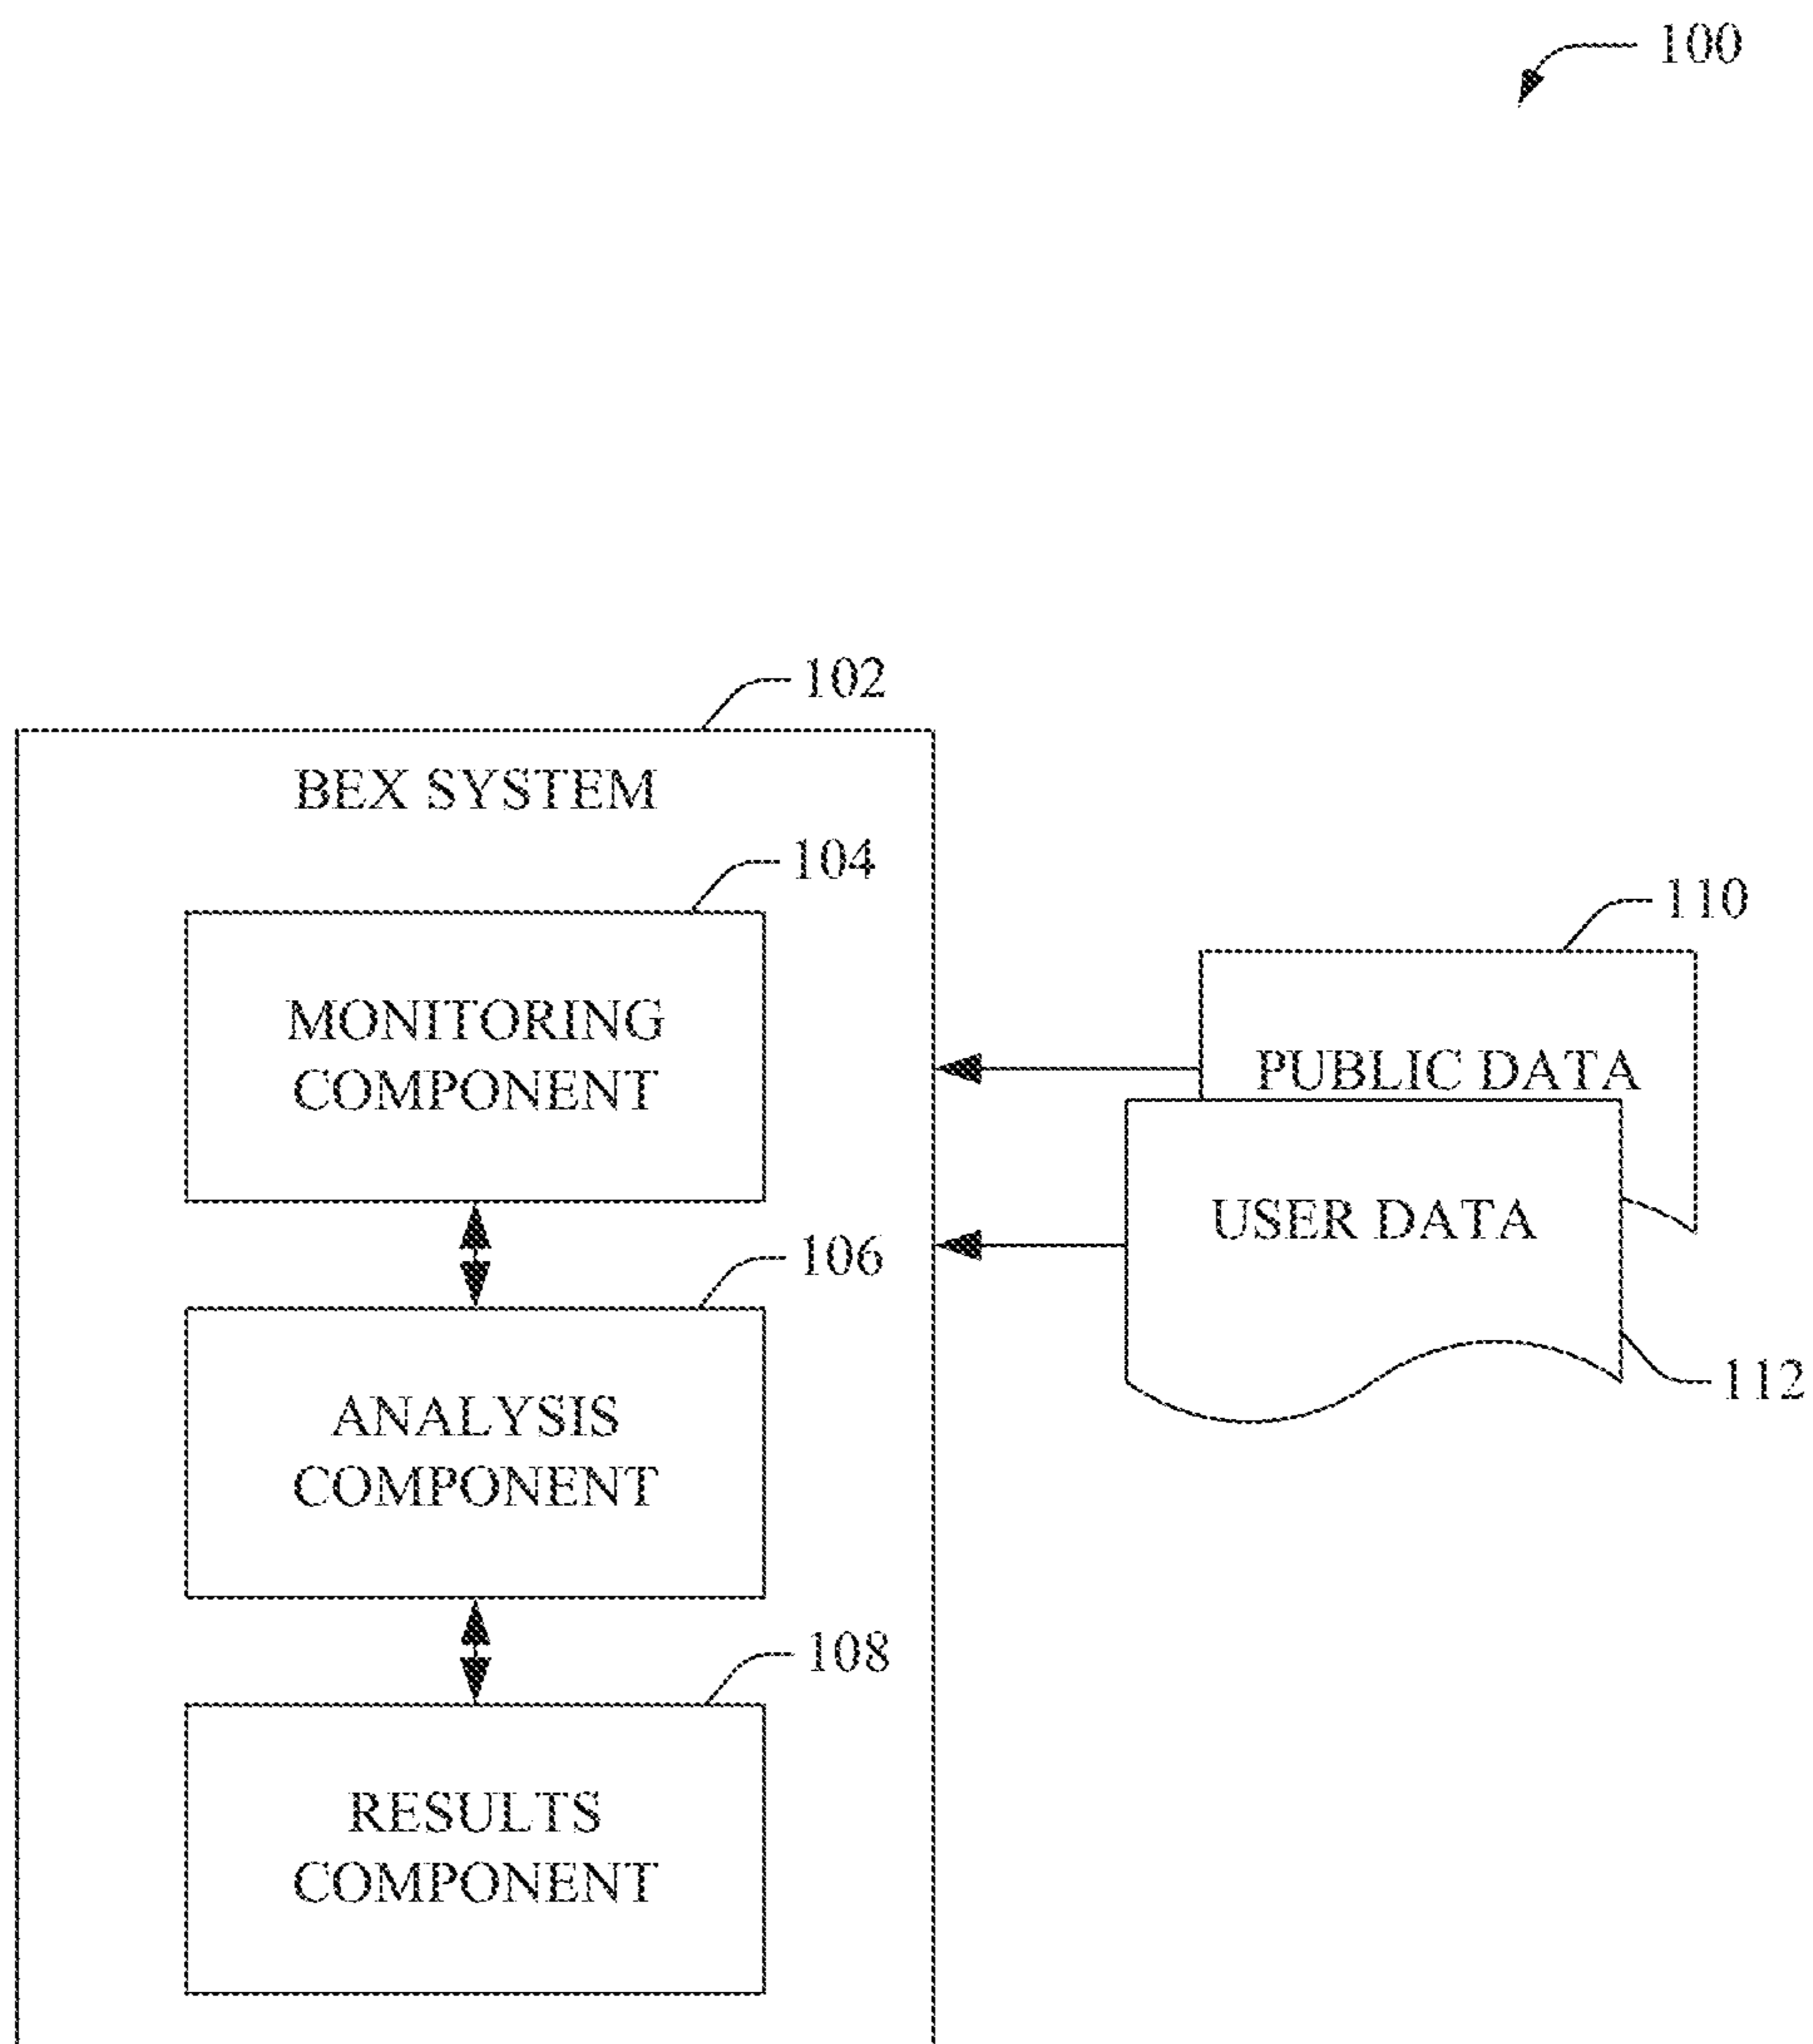 100
102
BEX SYSTEM
104
MONITORING
COMPONENT
110
PUBLIC DATA
USER DATA
106
112
ANALYSIS
COMPONENT
108
RESULTS
COMPONENT